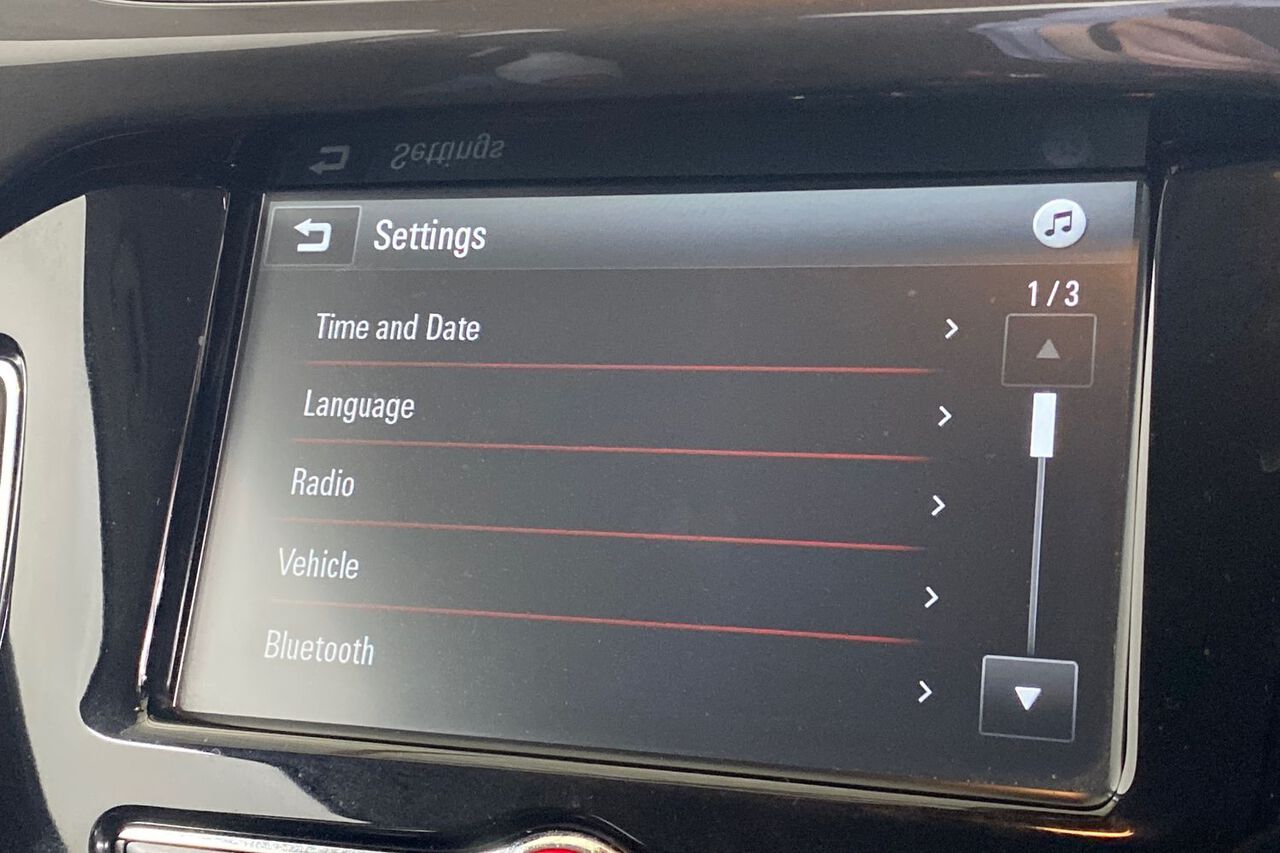 Settings
1/3
Time and Date
Language
Radio
Vehicle
Bluetooth